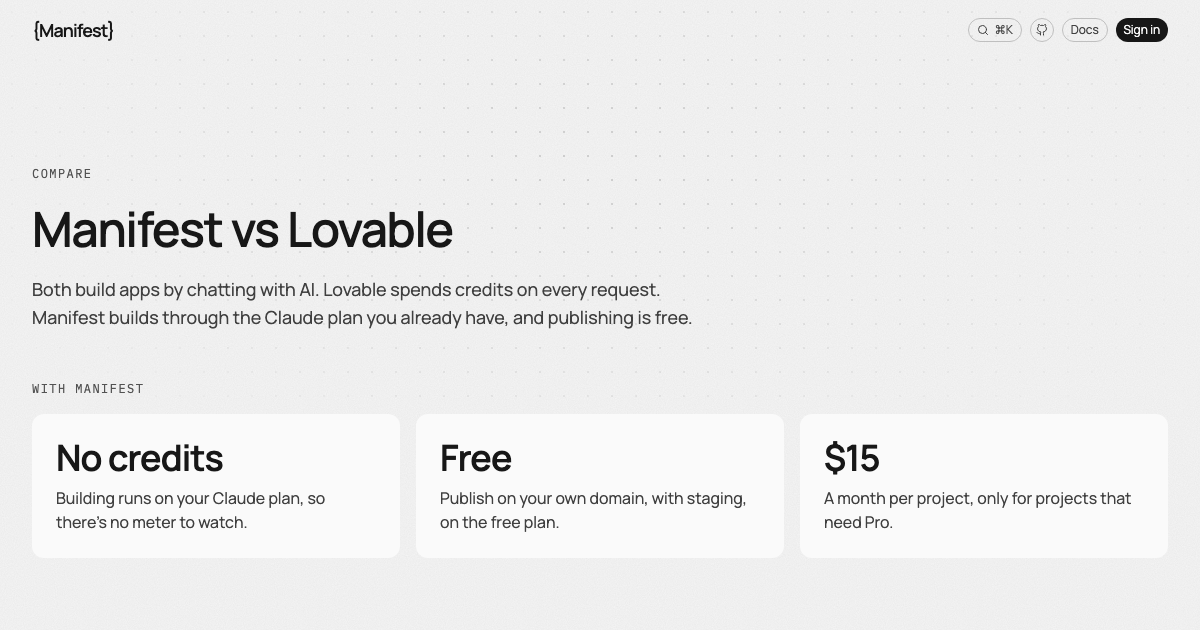 {Manifest}
⌘K
Docs
Sign in
COMPARE
Manifest vs Lovable
Both build apps by chatting with AI. Lovable spends credits on every request.
Manifest builds through the Claude plan you already have, and publishing is free.
WITH MANIFEST
No credits
Building runs on your Claude plan, so
there's no meter to watch.
Free
Publish on your own domain, with staging,
on the free plan.
$15
A month per project, only for projects that
need Pro.